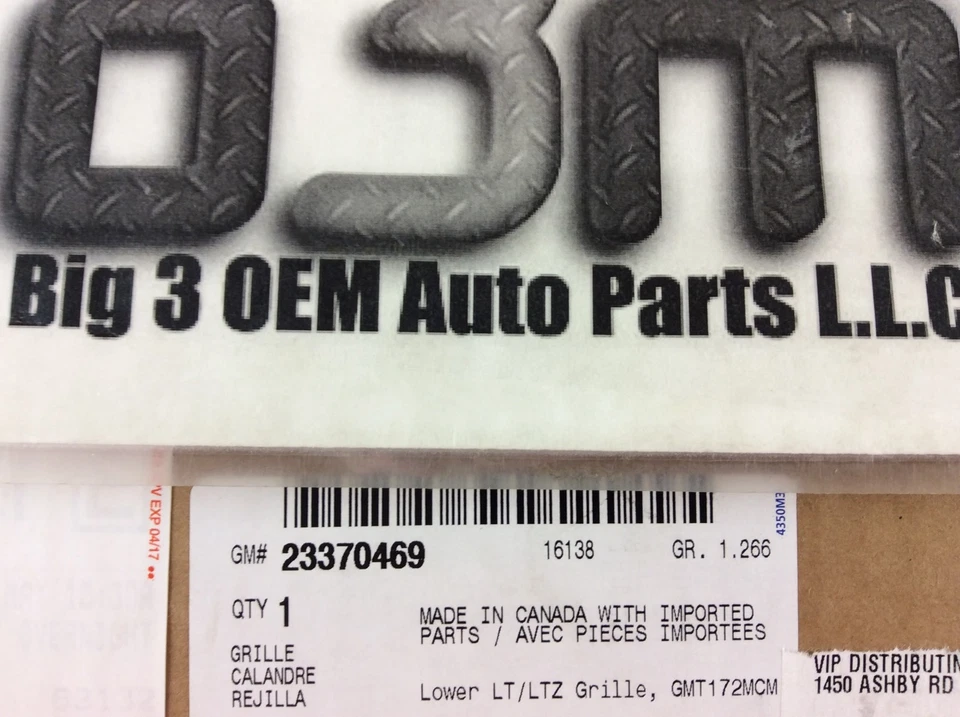 o3m
Big 3 OEM Auto Parts L.L.C
V EXP 04/17 ••
4350M3
GM# 23370469 16138 GR. 1.266
QTY 1
MADE IN CANADA WITH IMPORTED
PARTS / AVEC PIECES IMPORTEES
GRILLE
CALANDRE
REJILLA
Lower LT/LTZ Grille, GMT172MCM
VIP DISTRIBUTIN
1450 ASHBY RD